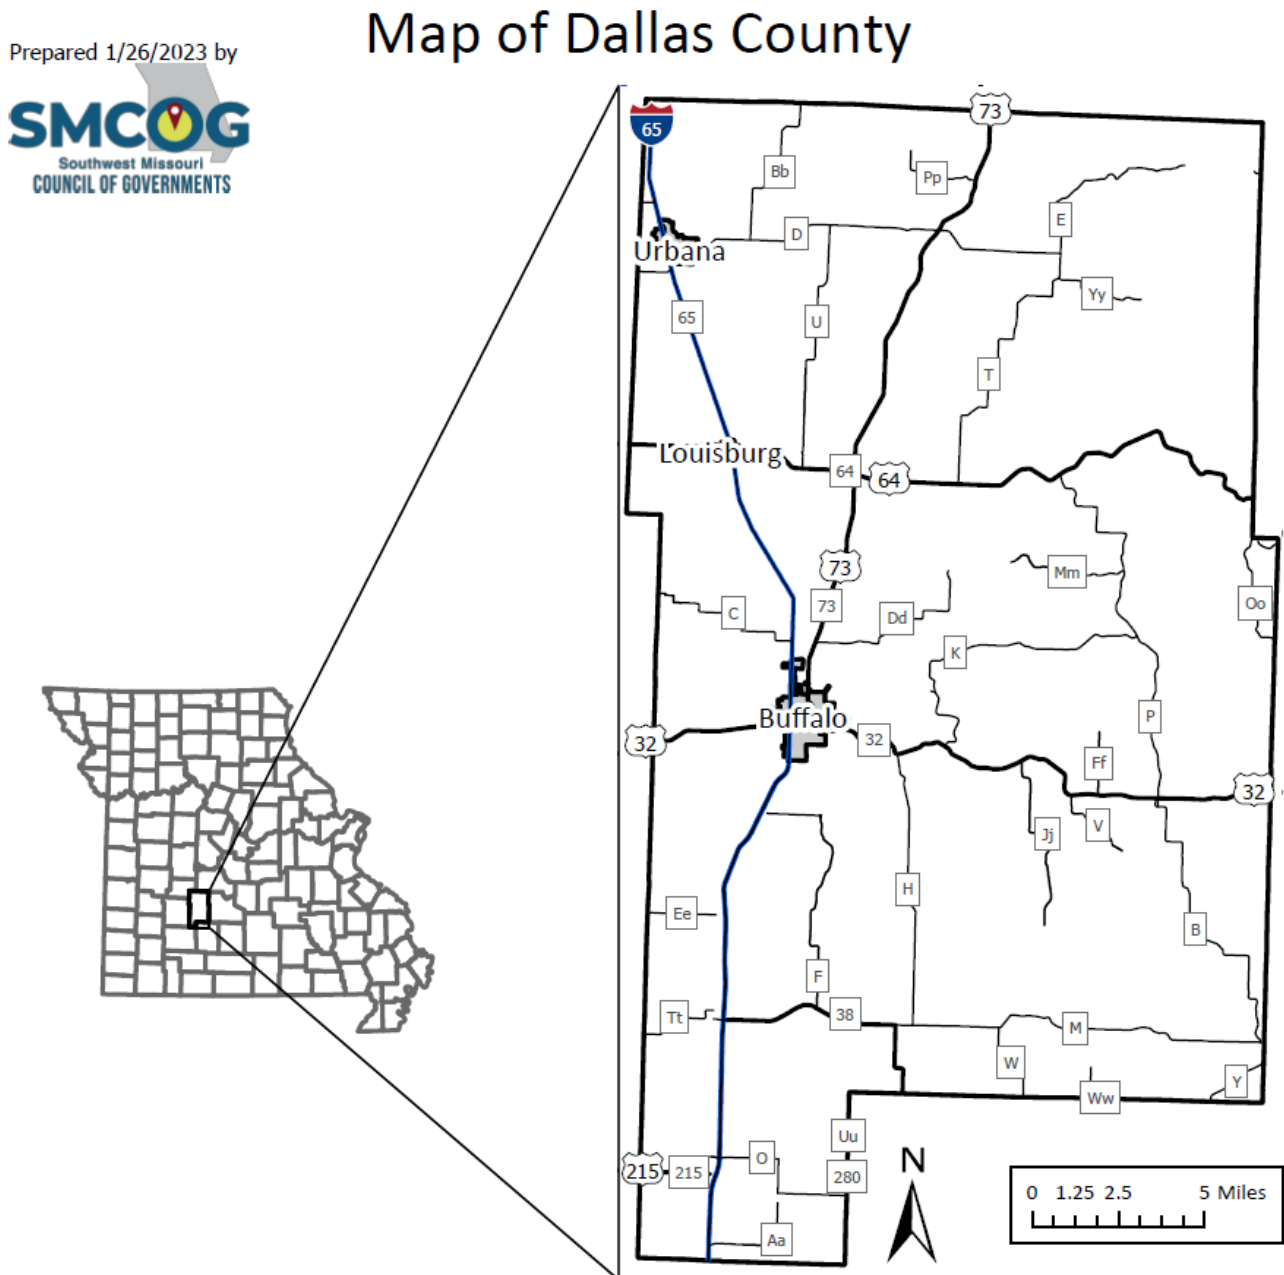 Map of Dallas County
Prepared 1/26/2023 by
SMCOG
Southwest Missouri
COUNCIL OF GOVERNMENTS
65
73
Bb
Pp
E
D
Urbana
Yy
65
U
T
Louisburg
64
64
73
Mm
73
Oo
C
Dd
K
P
Buffalo
32
32
Ff
32
V
Jj
H
Ee
B
F
Tt
38
M
W
Y
Ww
Uu
O
215
215
280
Aa
N
0 1.25 2.5 5 Miles